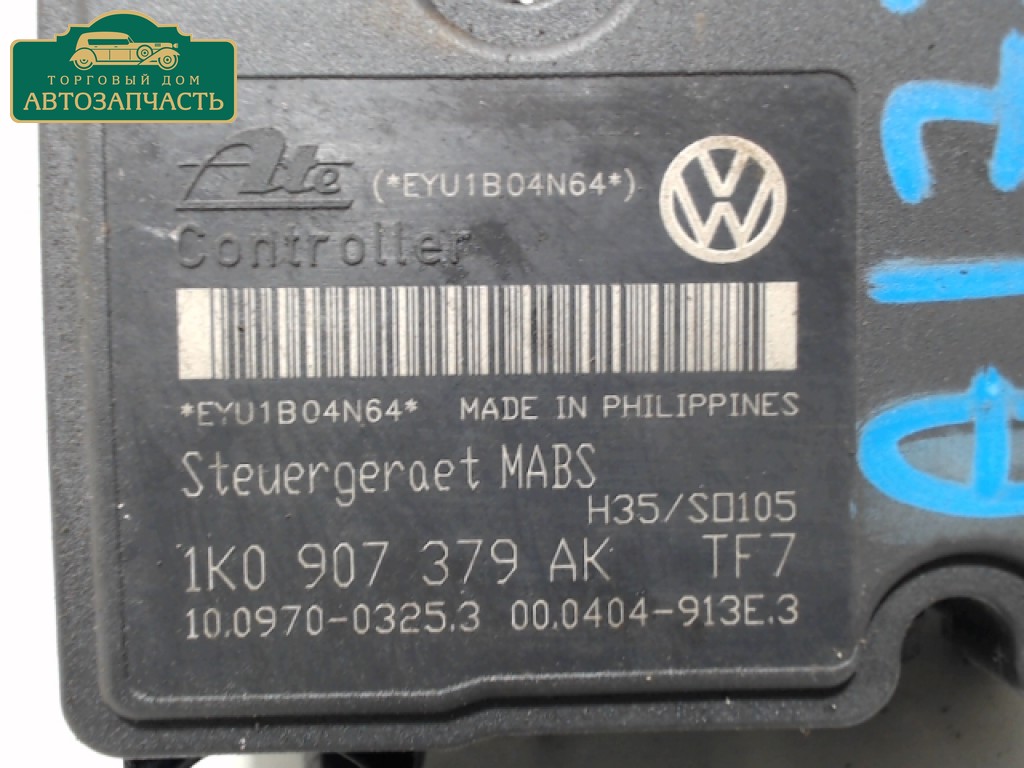 ТОРГОВЫЙ ДОМ
АВТОЗАПЧАСТЬ
Ate (*EYU1B04N64*)
Controller
*EYU1B04N64* MADE IN PHILIPPINES
Steuergeraet MABS
H35/S0105
1K0 907 379 AK TF7
10.0970-0325.3 00.0404-913E.3